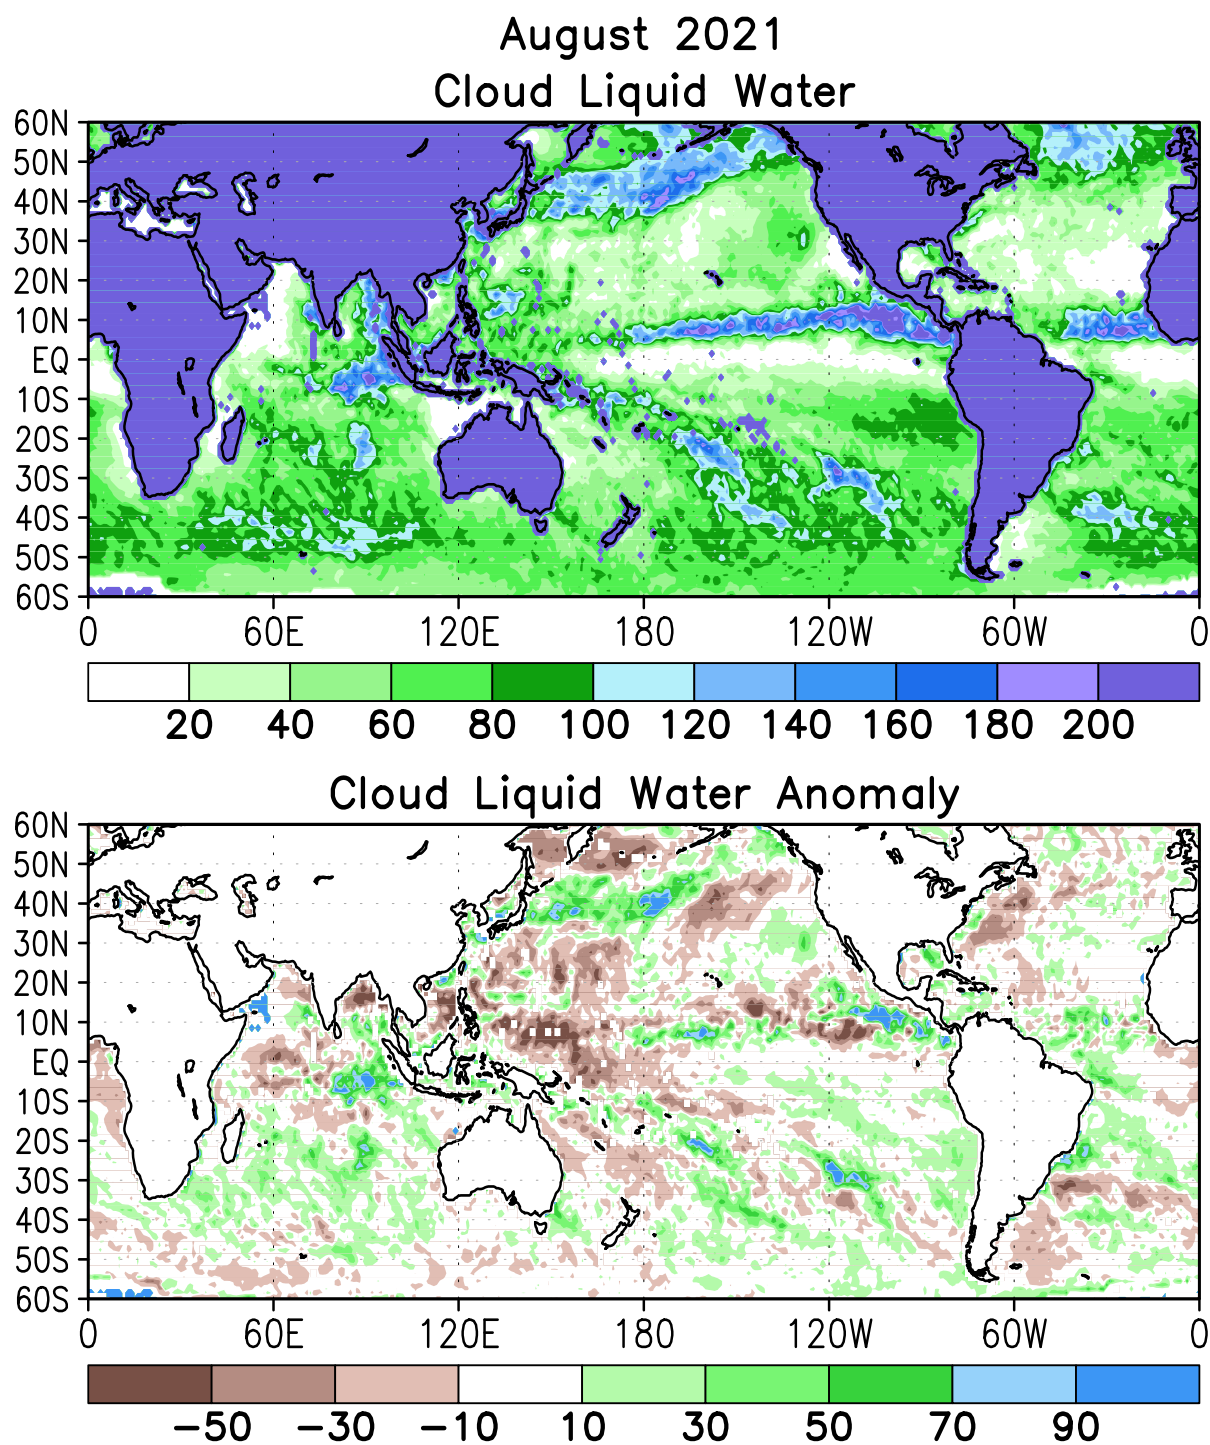 August 2021
Cloud Liquid Water
60N
50N
40N
30N
20N
10N
EQ
10S
20S
30S
40S
50S
60S
0 60E 120E 180 120W 60W 0
20 40 60 80 100 120 140 160 180 200
Cloud Liquid Water Anomaly
60N
50N
40N
30N
20N
10N
EQ
10S
20S
30S
40S
50S
60S
0 60E 120E 180 120W 60W 0
−50 −30 −10 10 30 50 70 90